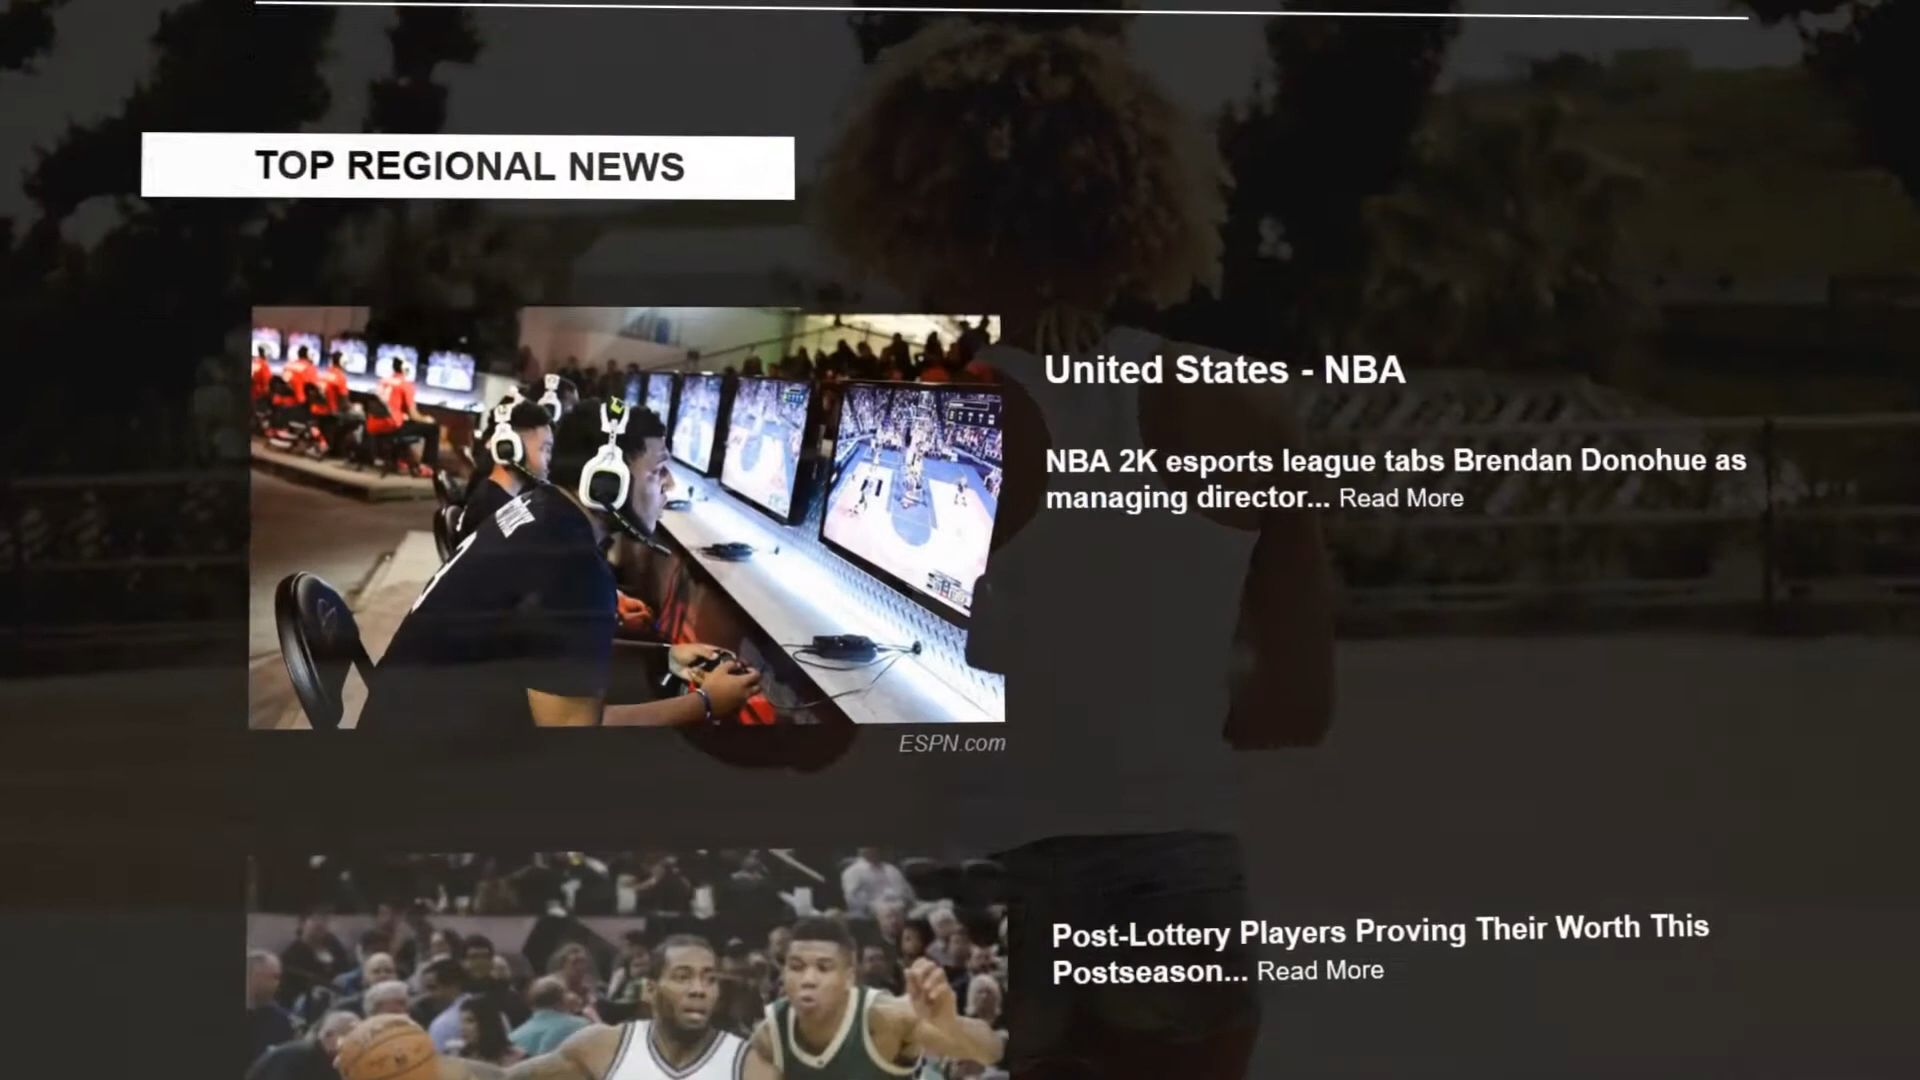 TOP REGIONAL NEWS
United States - NBA
NBA 2K esports league tabs Brendan Donohue as
managing director... Read More
ESPN.com
Post-Lottery Players Proving Their Worth This
Postseason... Read More